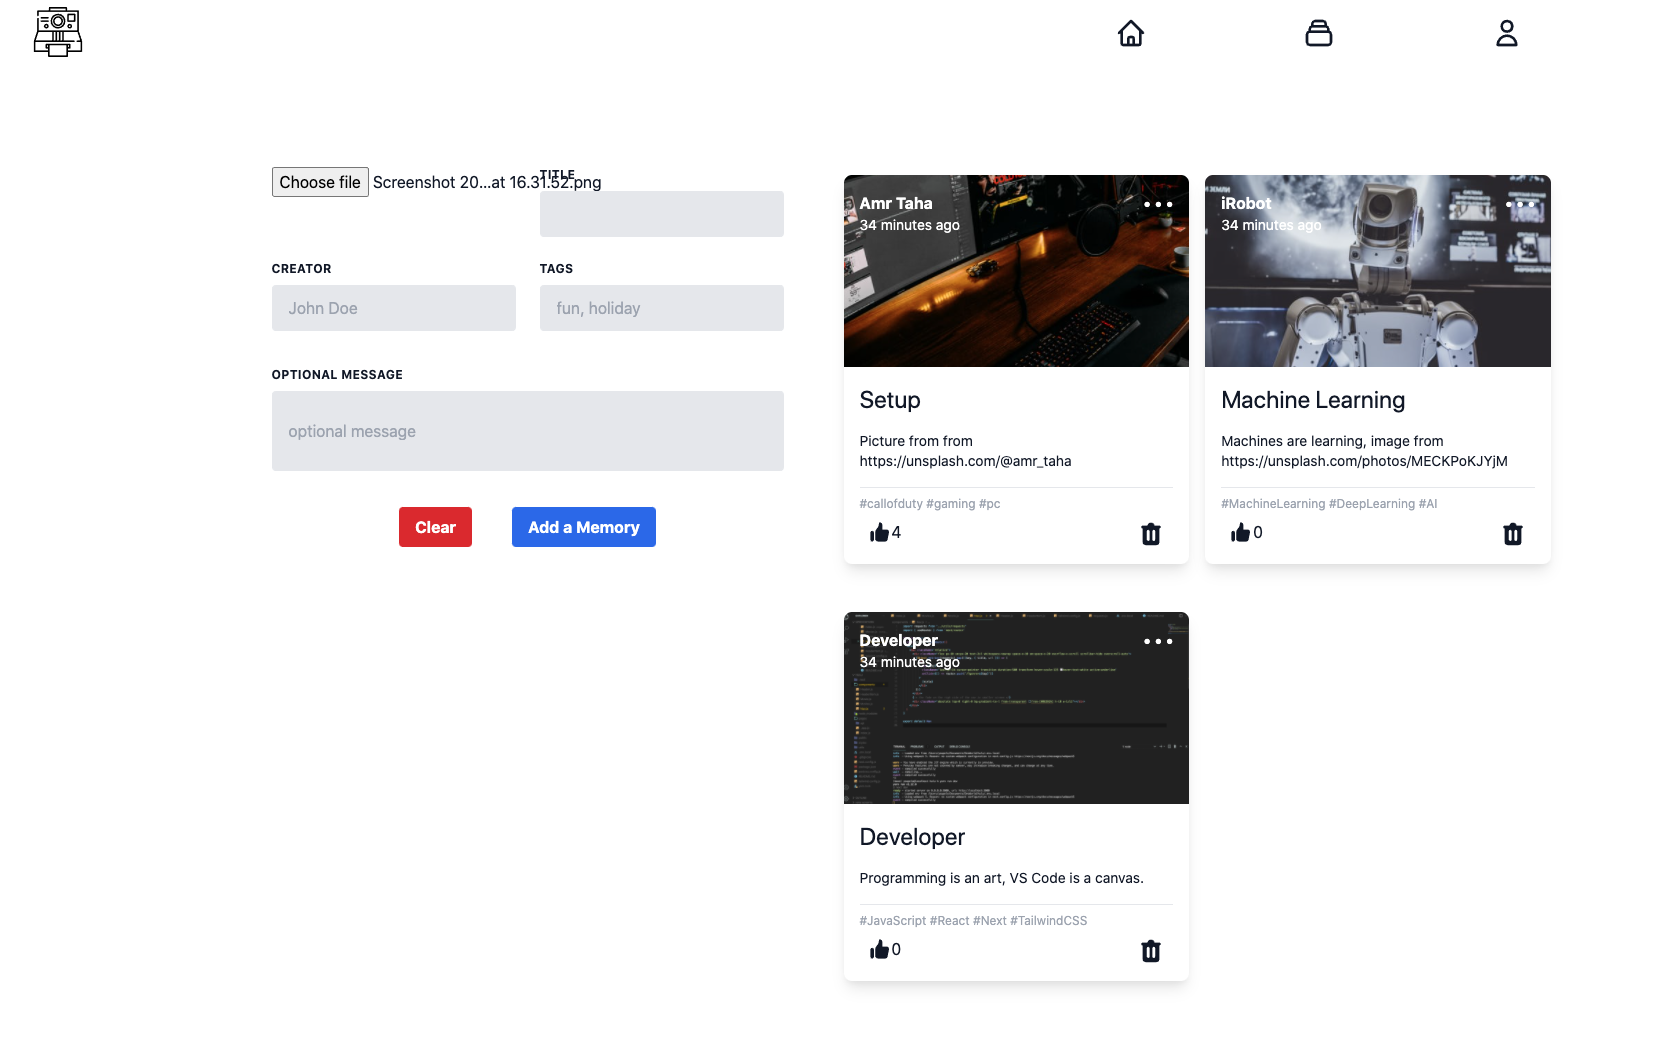 Choose file Screenshot 20...at 16.31.52.png
TITLE
CREATOR
TAGS
John Doe
fun, holiday
OPTIONAL MESSAGE
optional message
Clear
Add a Memory
Amr Taha
34 minutes ago
Setup
Picture from from
https://unsplash.com/@amr_taha
#callofduty #gaming #pc
4
iRobot
34 minutes ago
Machine Learning
Machines are learning, image from
https://unsplash.com/photos/MECKPoKJYjM
#MachineLearning #DeepLearning #AI
0
Developer
34 minutes ago
Developer
Programming is an art, VS Code is a canvas.
#JavaScript #React #Next #TailwindCSS
0